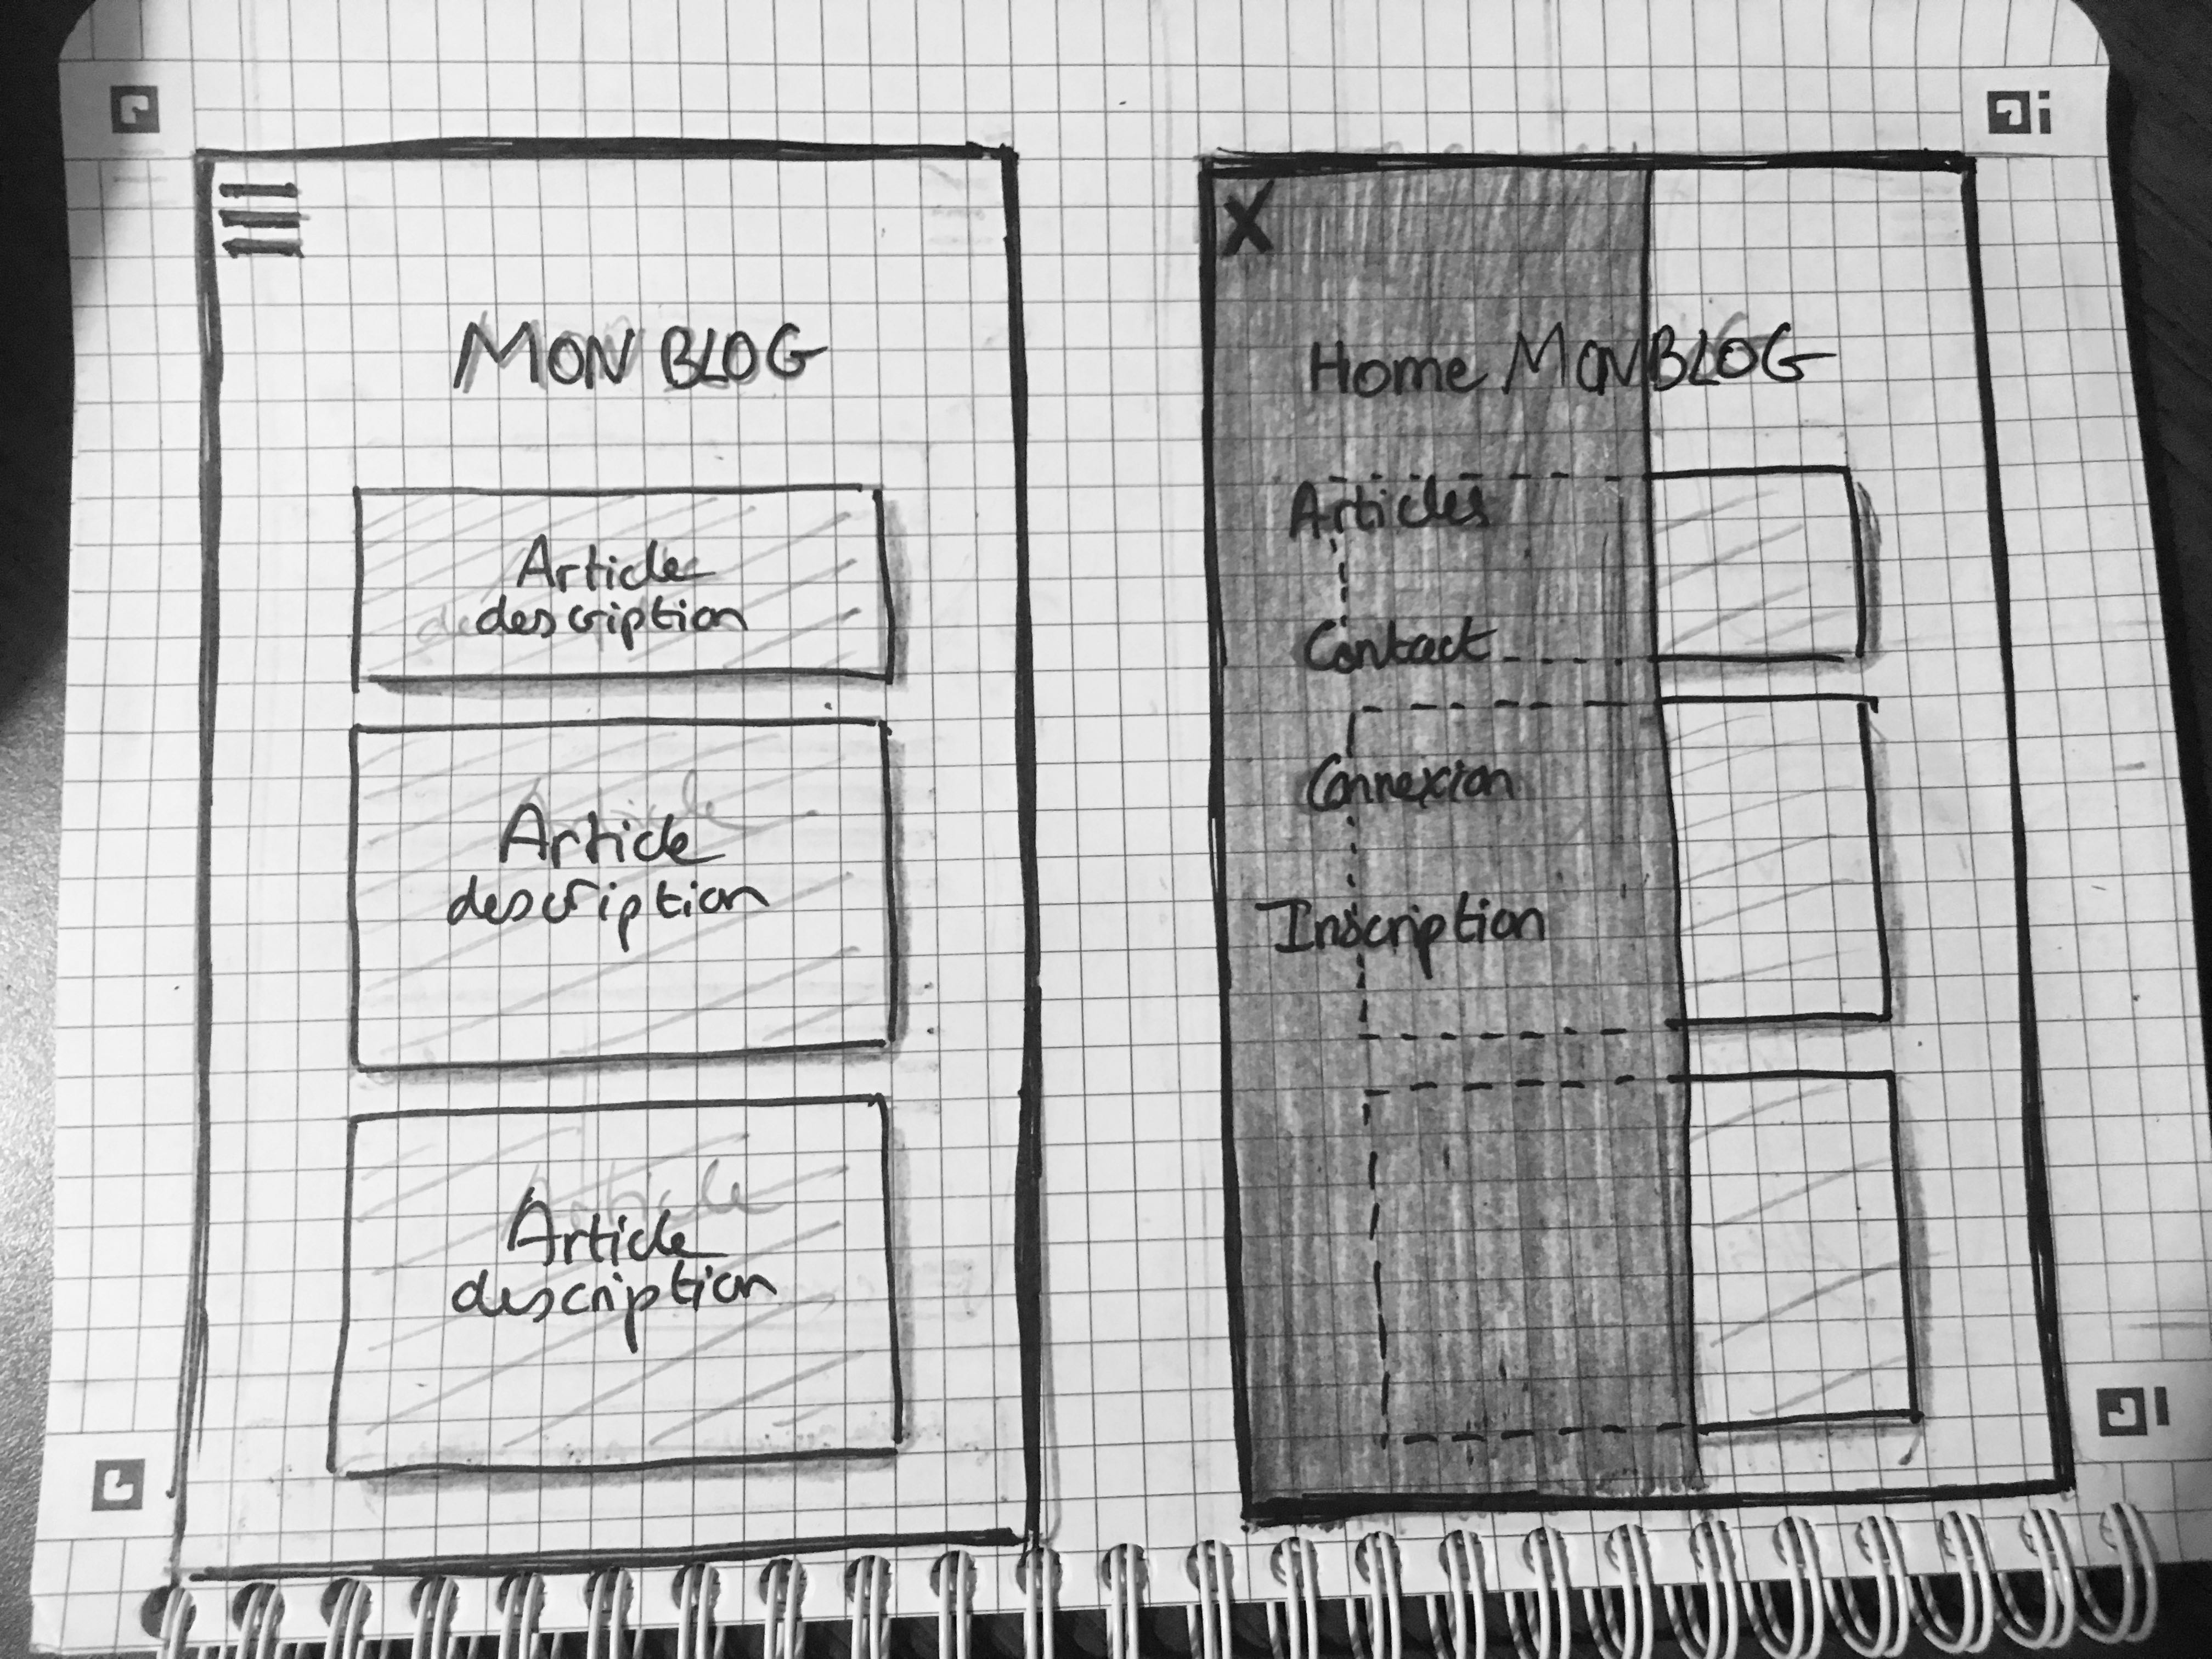 MON BLOG
Article
description
Article
description
Article
description
X
Home MON BLOG
Articles
Contact
Connexion
Inscription